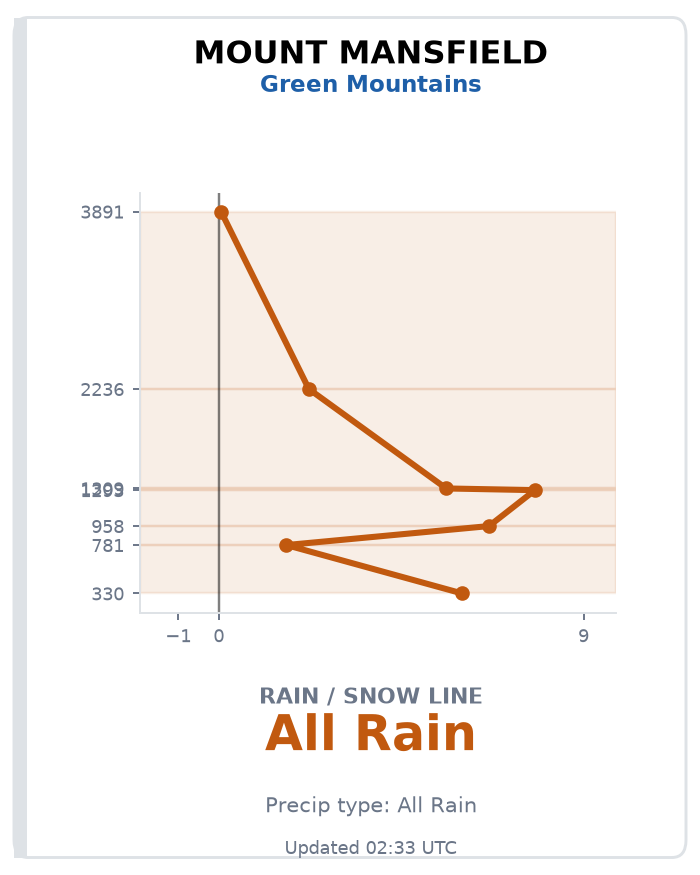 MOUNT MANSFIELD
Green Mountains
3891
2236
1399
958
781
330
−1 0 9
RAIN / SNOW LINE
All Rain
Precip type: All Rain
Updated 02:33 UTC